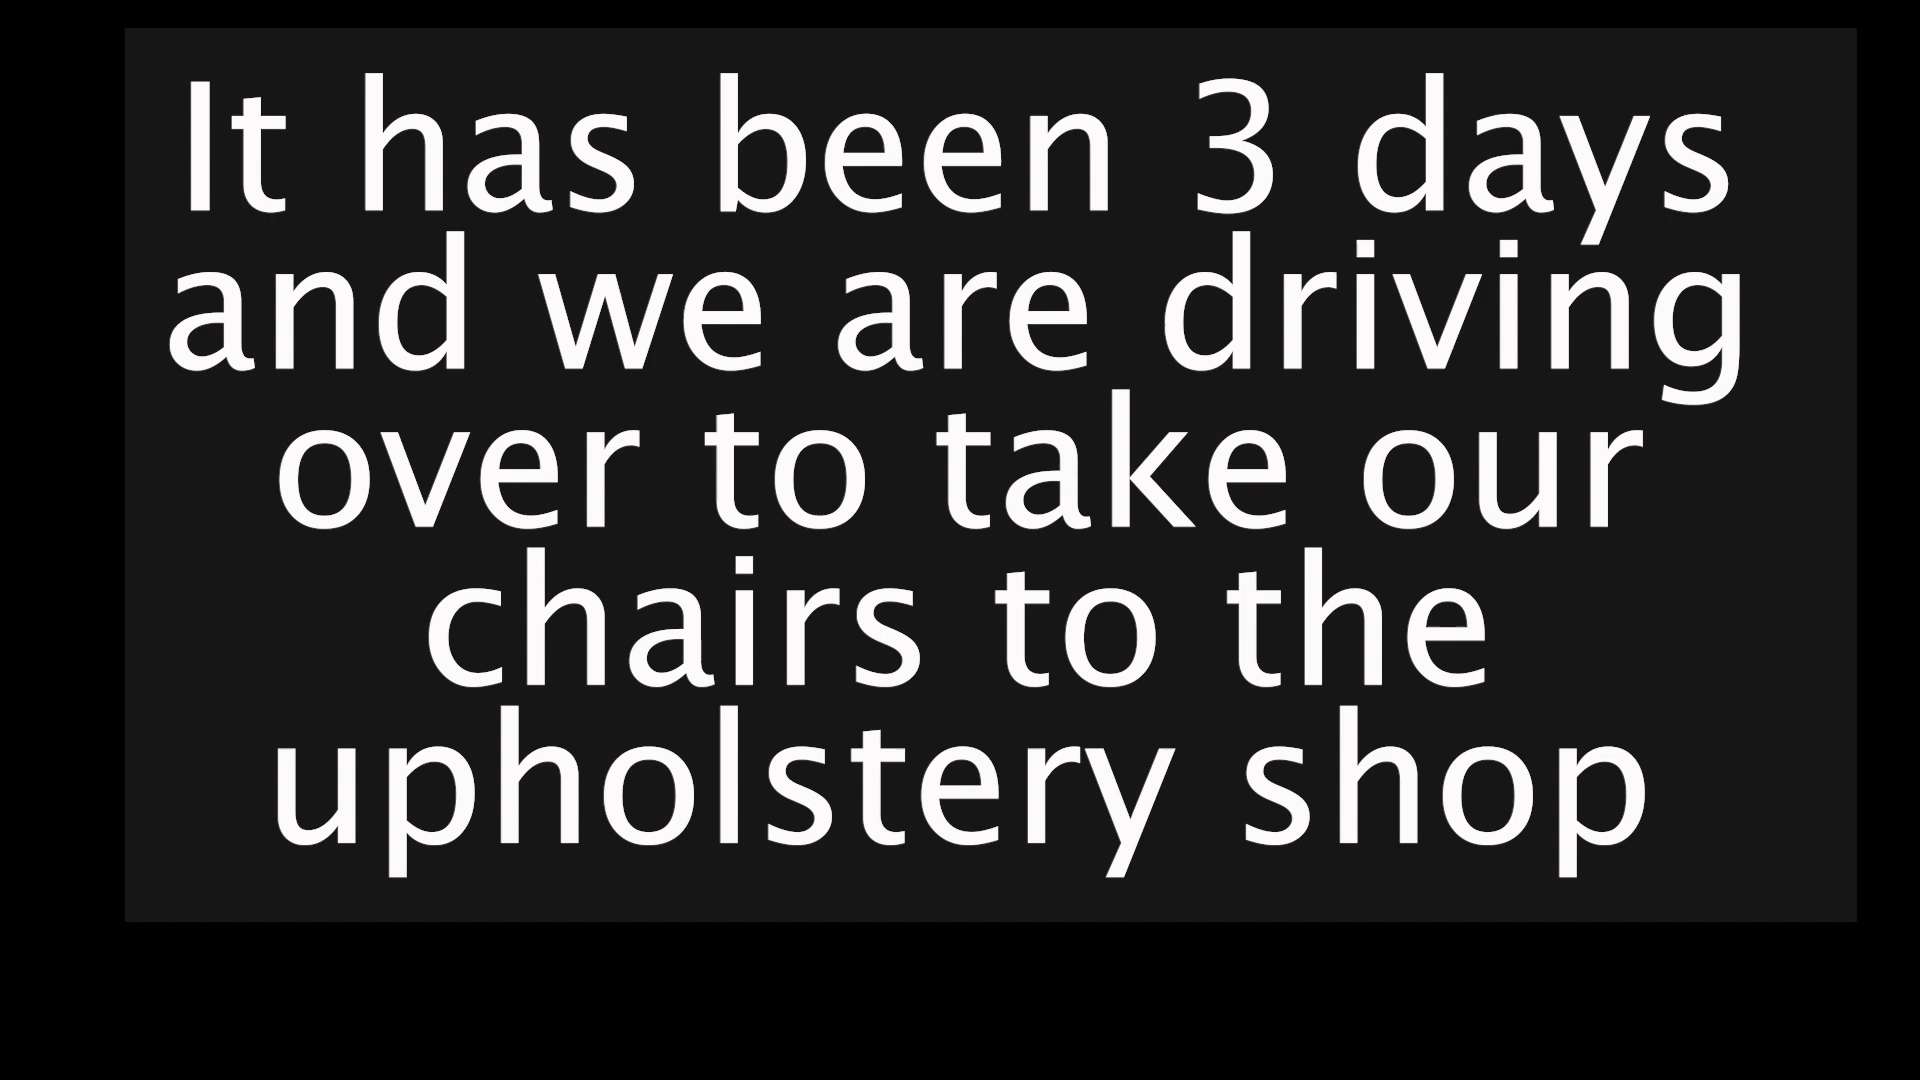 It has been 3 days
and we are driving
over to take our
chairs to the
upholstery shop